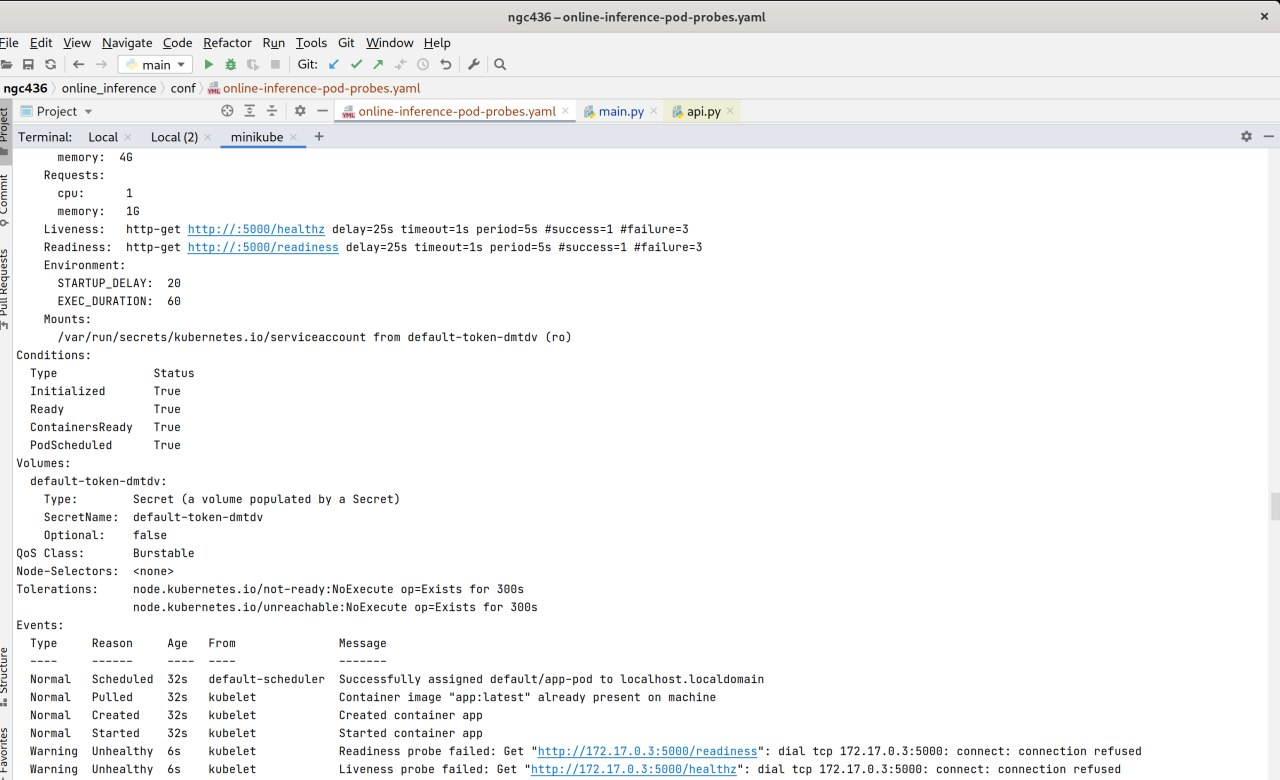 ngc436 – online-inference-pod-probes.yaml
File Edit View Navigate Code Refactor Run Tools Git Window Help
main Git:
ngc436 online_inference conf online-inference-pod-probes.yaml
Project online-inference-pod-probes.yaml main.py api.py
Terminal: Local Local (2) minikube +
Project
Commit
Pull Requests
Structure
Favorites
memory: 4G
Requests:
cpu: 1
memory: 1G
Liveness: http-get http://:5000/healthz delay=25s timeout=1s period=5s #success=1 #failure=3
Readiness: http-get http://:5000/readiness delay=25s timeout=1s period=5s #success=1 #failure=3
Environment:
STARTUP_DELAY: 20
EXEC_DURATION: 60
Mounts:
/var/run/secrets/kubernetes.io/serviceaccount from default-token-dmtdv (ro)
Conditions:
Type Status
Initialized True
Ready True
ContainersReady True
PodScheduled True
Volumes:
default-token-dmtdv:
Type: Secret (a volume populated by a Secret)
SecretName: default-token-dmtdv
Optional: false
QoS Class: Burstable
Node-Selectors: <none>
Tolerations: node.kubernetes.io/not-ready:NoExecute op=Exists for 300s
node.kubernetes.io/unreachable:NoExecute op=Exists for 300s
Events:
Type Reason Age From Message
---- ------ ---- ---- -------
Normal Scheduled 32s default-scheduler Successfully assigned default/app-pod to localhost.localdomain
Normal Pulled 32s kubelet Container image "app:latest" already present on machine
Normal Created 32s kubelet Created container app
Normal Started 32s kubelet Started container app
Warning Unhealthy 6s kubelet Readiness probe failed: Get "http://172.17.0.3:5000/readiness": dial tcp 172.17.0.3:5000: connect: connection refused
Warning Unhealthy 6s kubelet Liveness probe failed: Get "http://172.17.0.3:5000/healthz": dial tcp 172.17.0.3:5000: connect: connection refused